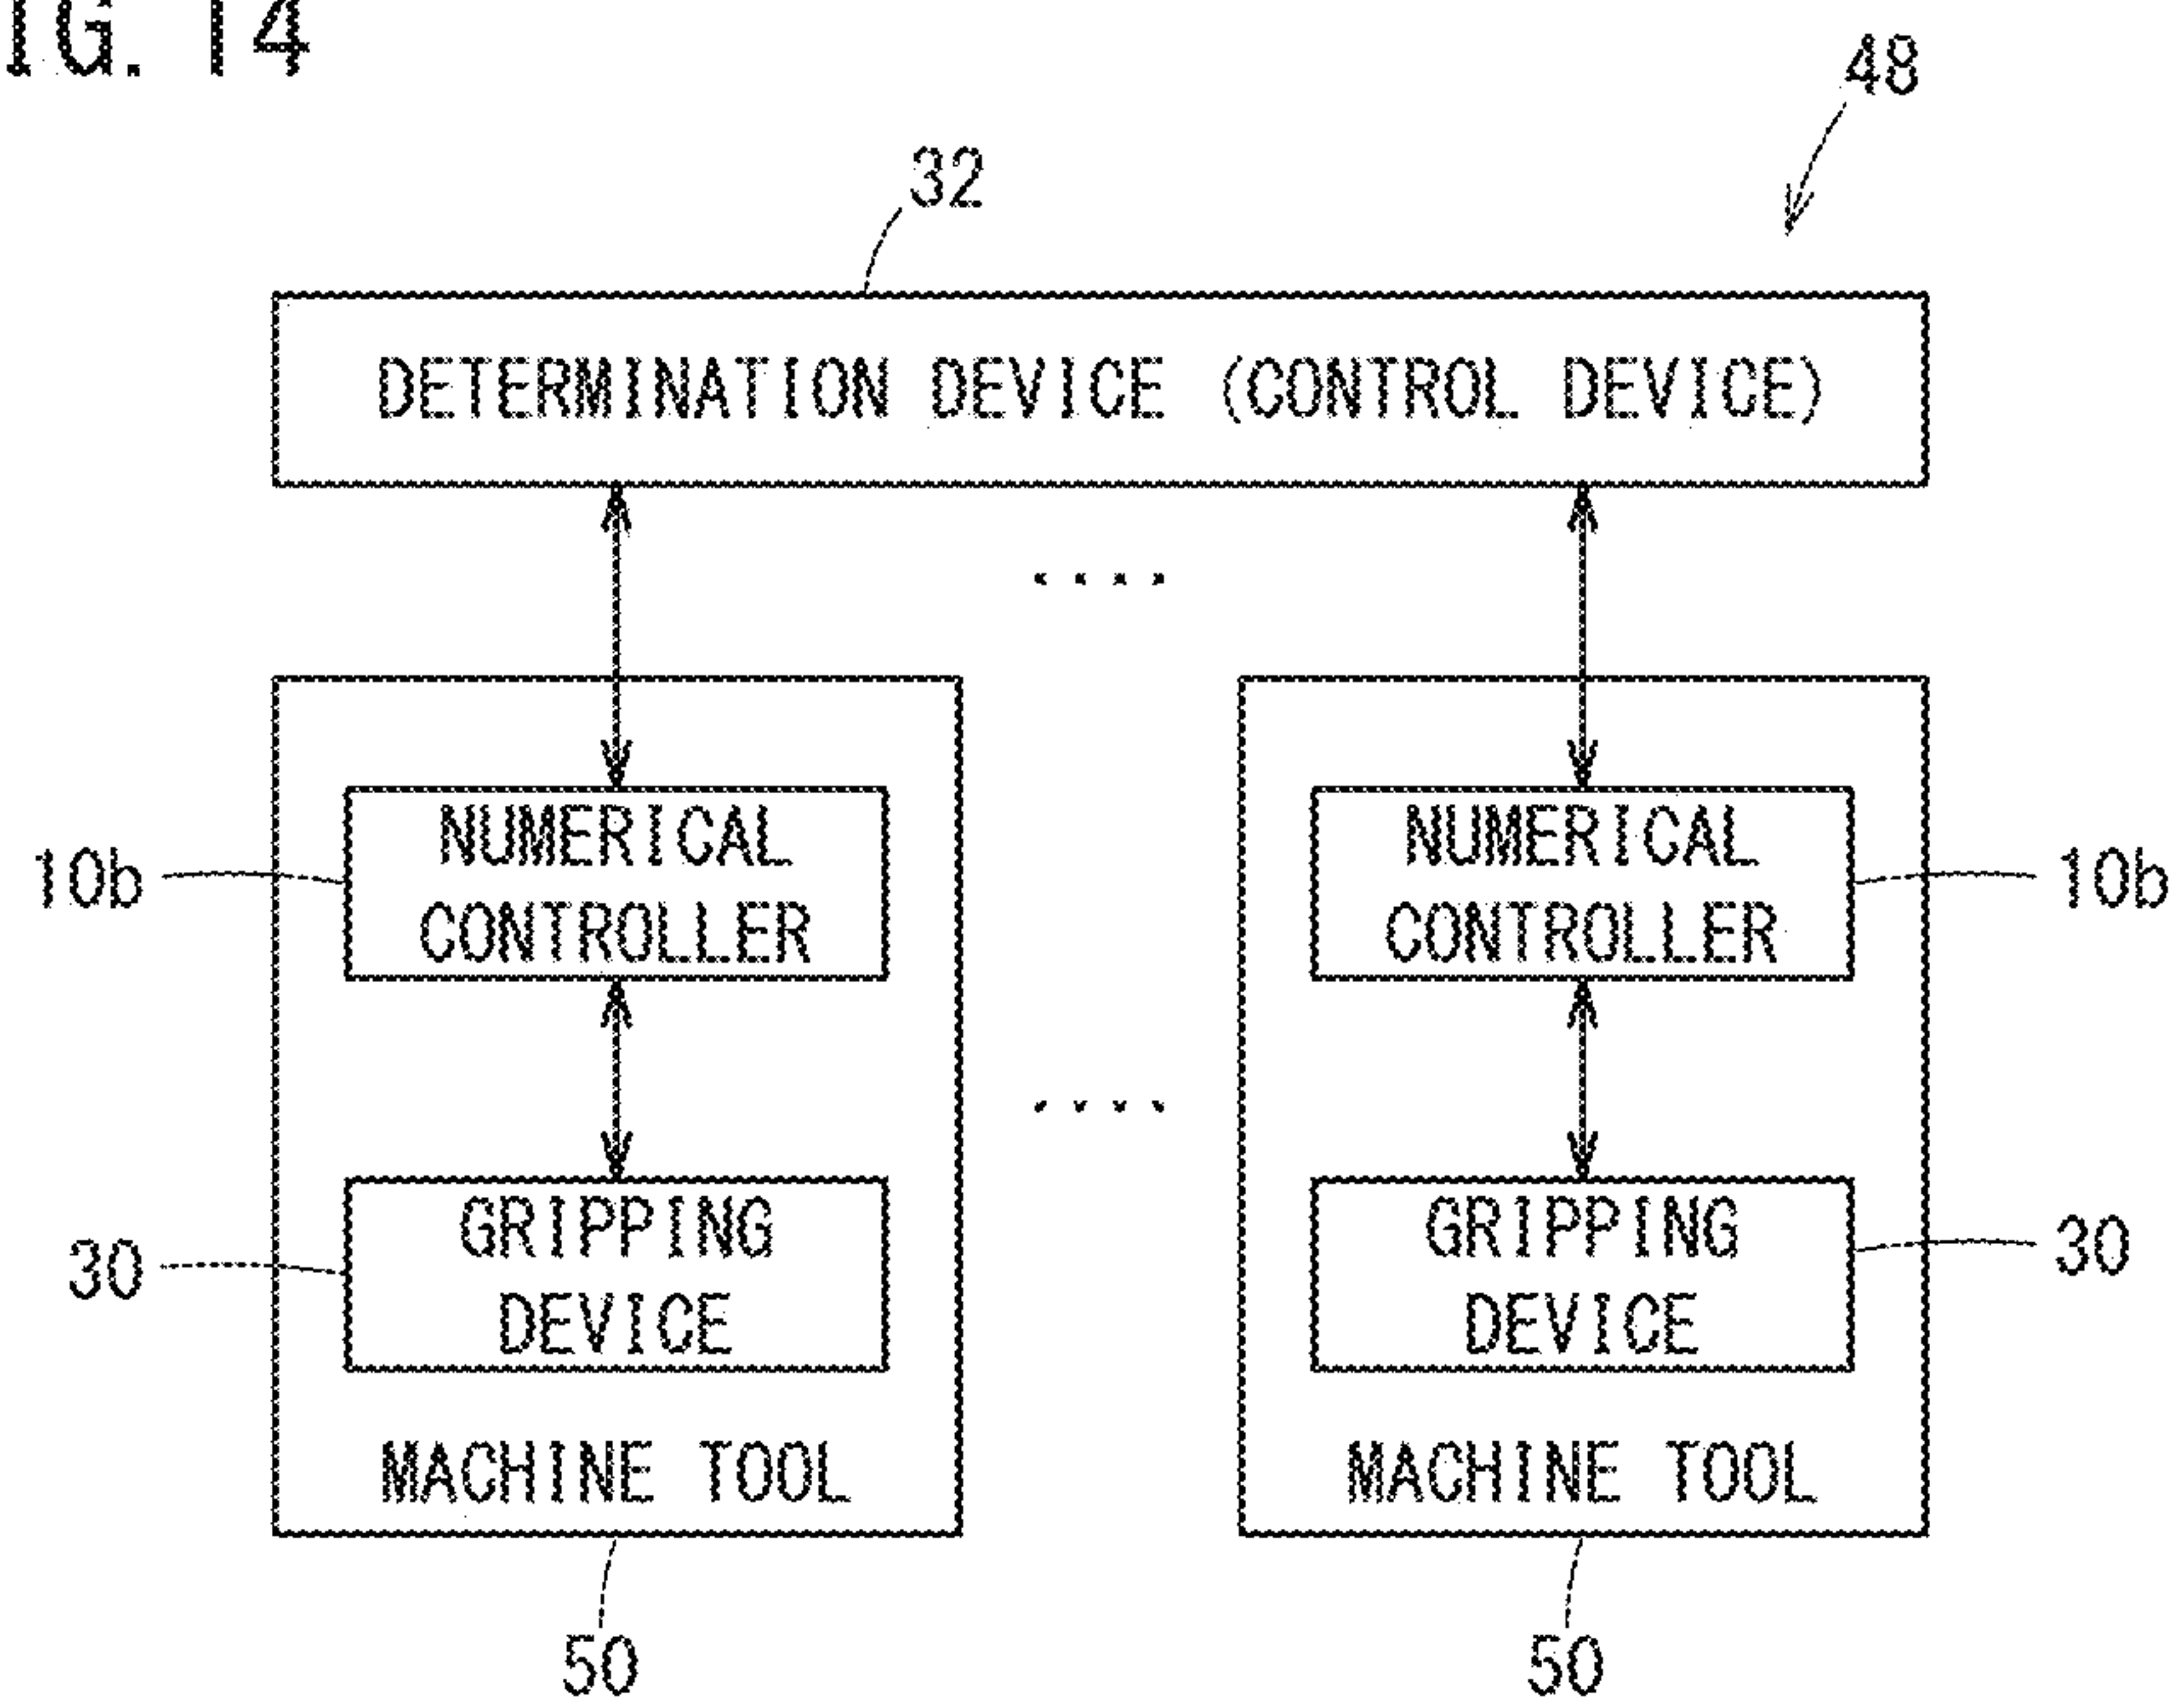 IG. 14
48
32
DETERMINATION DEVICE (CONTROL DEVICE)
....
NUMERICAL
CONTROLLER
NUMERICAL
CONTROLLER
10b
10b
....
GRIPPING
DEVICE
GRIPPING
DEVICE
30
30
MACHINE TOOL
MACHINE TOOL
50
50